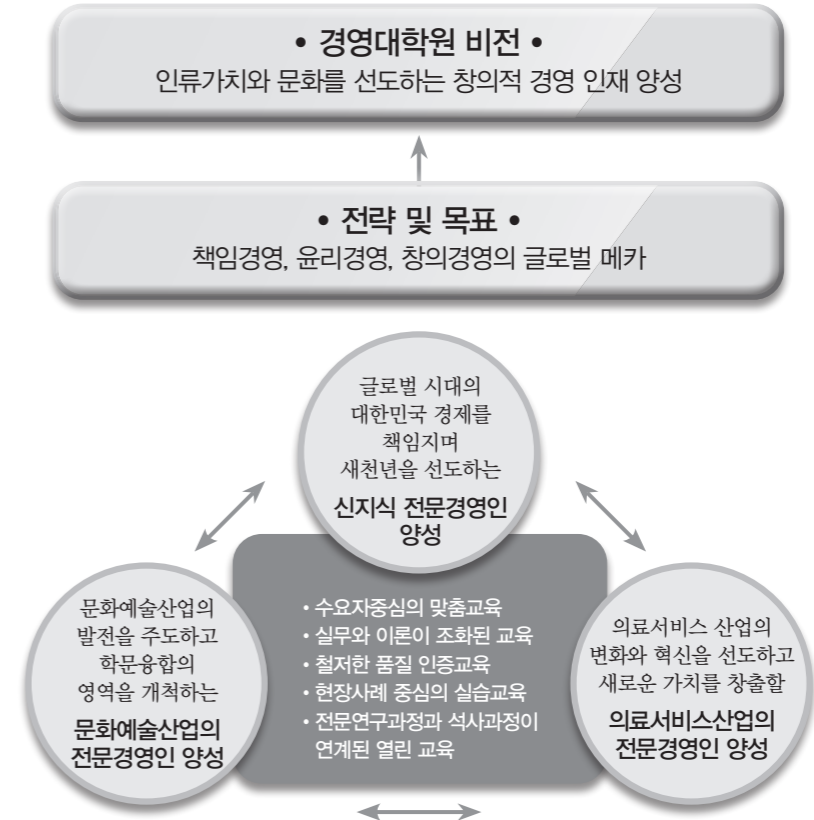 • 경영대학원 비전 •
인류가치와 문화를 선도하는 창의적 경영 인재 양성
• 전략 및 목표 •
책임경영, 윤리경영, 창의경영의 글로벌 메카
글로벌 시대의
대한민국 경제를
책임지며
새천년을 선도하는
신지식 전문경영인
양성
문화예술산업의
발전을 주도하고
학문융합의
영역을 개척하는
문화예술산업의
전문경영인 양성
• 수요자중심의 맞춤교육
• 실무와 이론이 조화된 교육
• 철저한 품질 인증교육
• 현장사례 중심의 실습교육
• 전문연구과정과 석사과정이
연계된 열린 교육
의료서비스 산업의
변화와 혁신을 선도하고
새로운 가치를 창출할
의료서비스산업의
전문경영인 양성